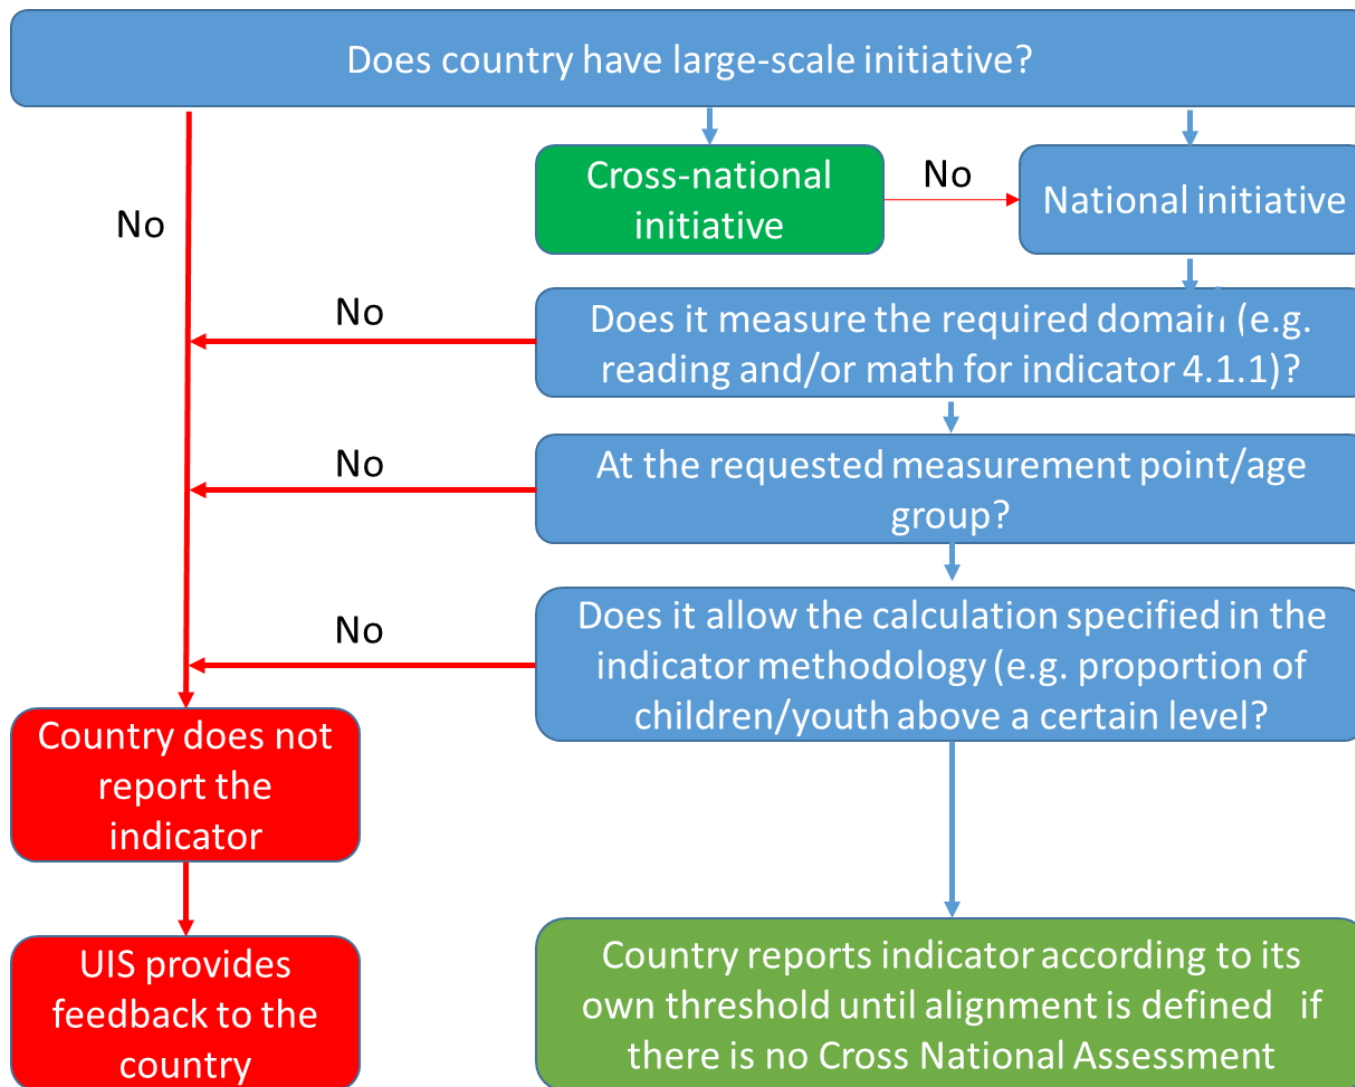 Does country have large-scale initiative?
Cross-national
initiative
No
National initiative
No
No
Does it measure the required domain (e.g.
reading and/or math for indicator 4.1.1)?
No
At the requested measurement point/age
group?
No
Does it allow the calculation specified in the
indicator methodology (e.g. proportion of
children/youth above a certain level?
Country does not
report the
indicator
UIS provides
feedback to the
country
Country reports indicator according to its
own threshold until alignment is defined if
there is no Cross National Assessment